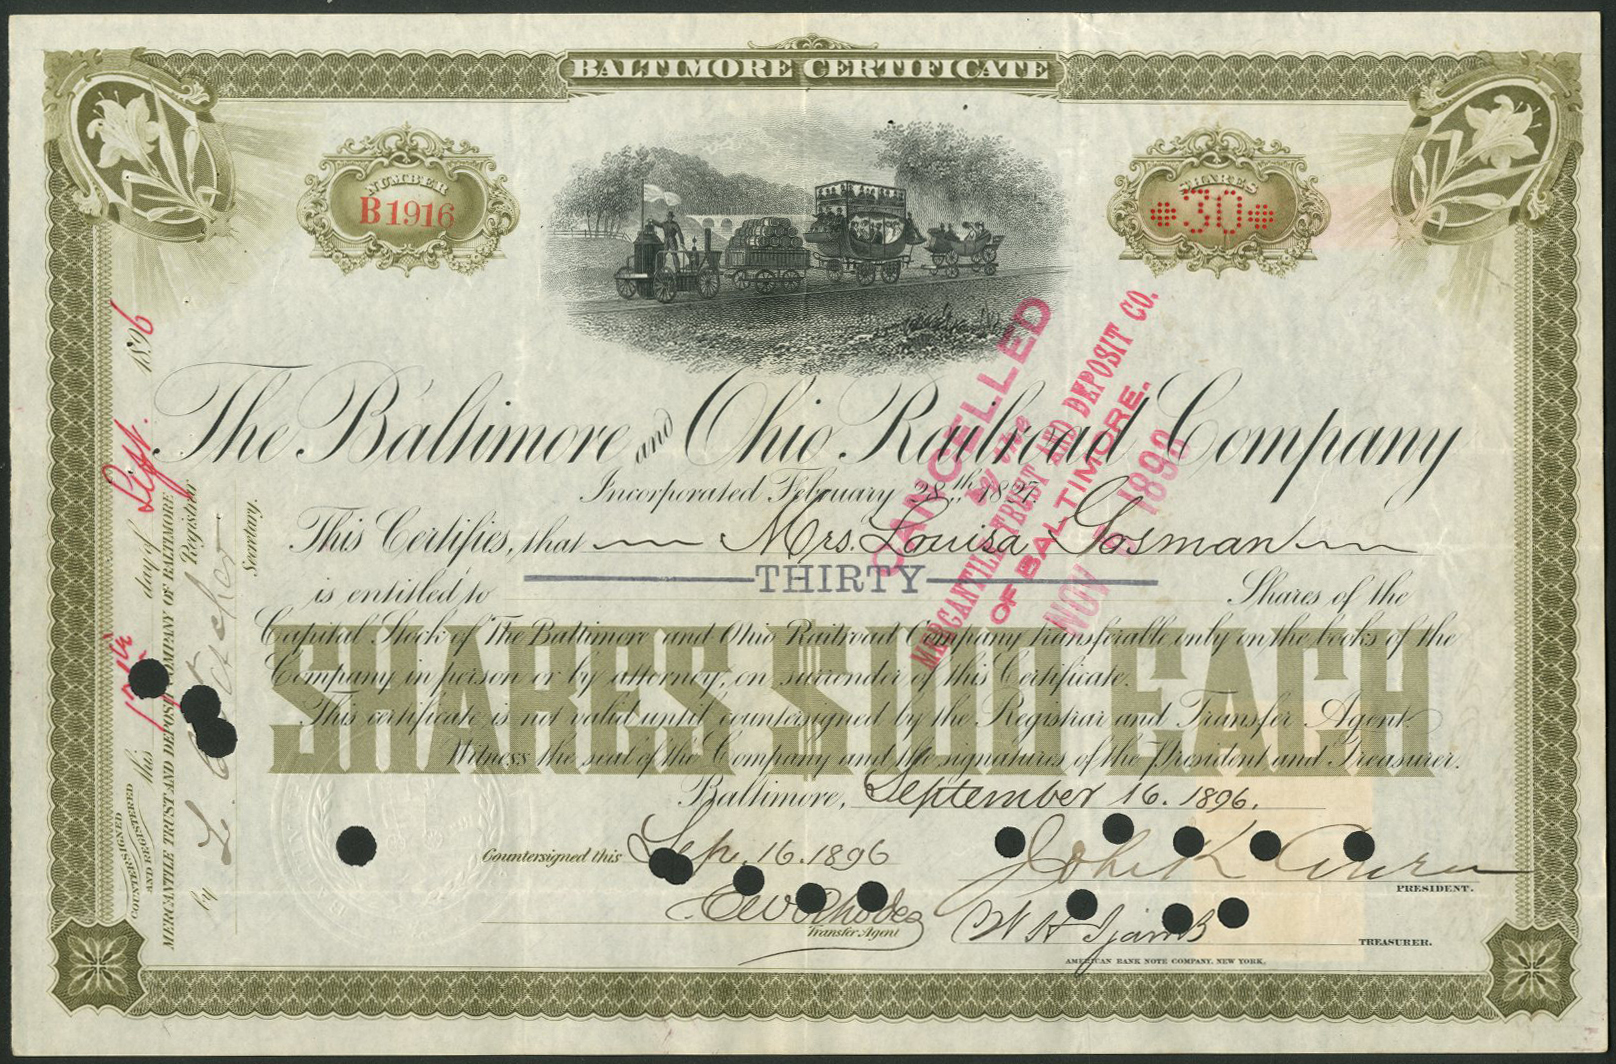 BALTIMORE CERTIFICATE
NUMBER
B1916
SHARES
30
The Baltimore and Ohio Railroad Company
Incorporated February 28th. 1827.
This Certifies, that Mrs. Louisa Gosman
is entitled to THIRTY Shares of the
Capital Stock of The Baltimore and Ohio Railroad Company transferable only on the books of the
Company in person or by attorney, on surrender of this Certificate.
This certificate is not valid until countersigned by the Registrar and Transfer Agent.
Witness the seal of the Company and the signatures of the President and Treasurer.
SHARES $100 EACH
Baltimore, September 16. 1896.
Countersigned this Sep. 16. 1896
John K Cowen
PRESIDENT.
E W Rhodes
Transfer Agent
W H Ijams
TREASURER.
AMERICAN BANK NOTE COMPANY, NEW YORK.
CANCELLED
by the
MERCANTILE TRUST AND DEPOSIT CO.
OF BALTIMORE.
NOV 1898
COUNTERSIGNED
AND REGISTERED this 17th day of Sept. 1896
MERCANTILE TRUST AND DEPOSIT COMPANY OF BALTIMORE
Registrar
By
Secretary.